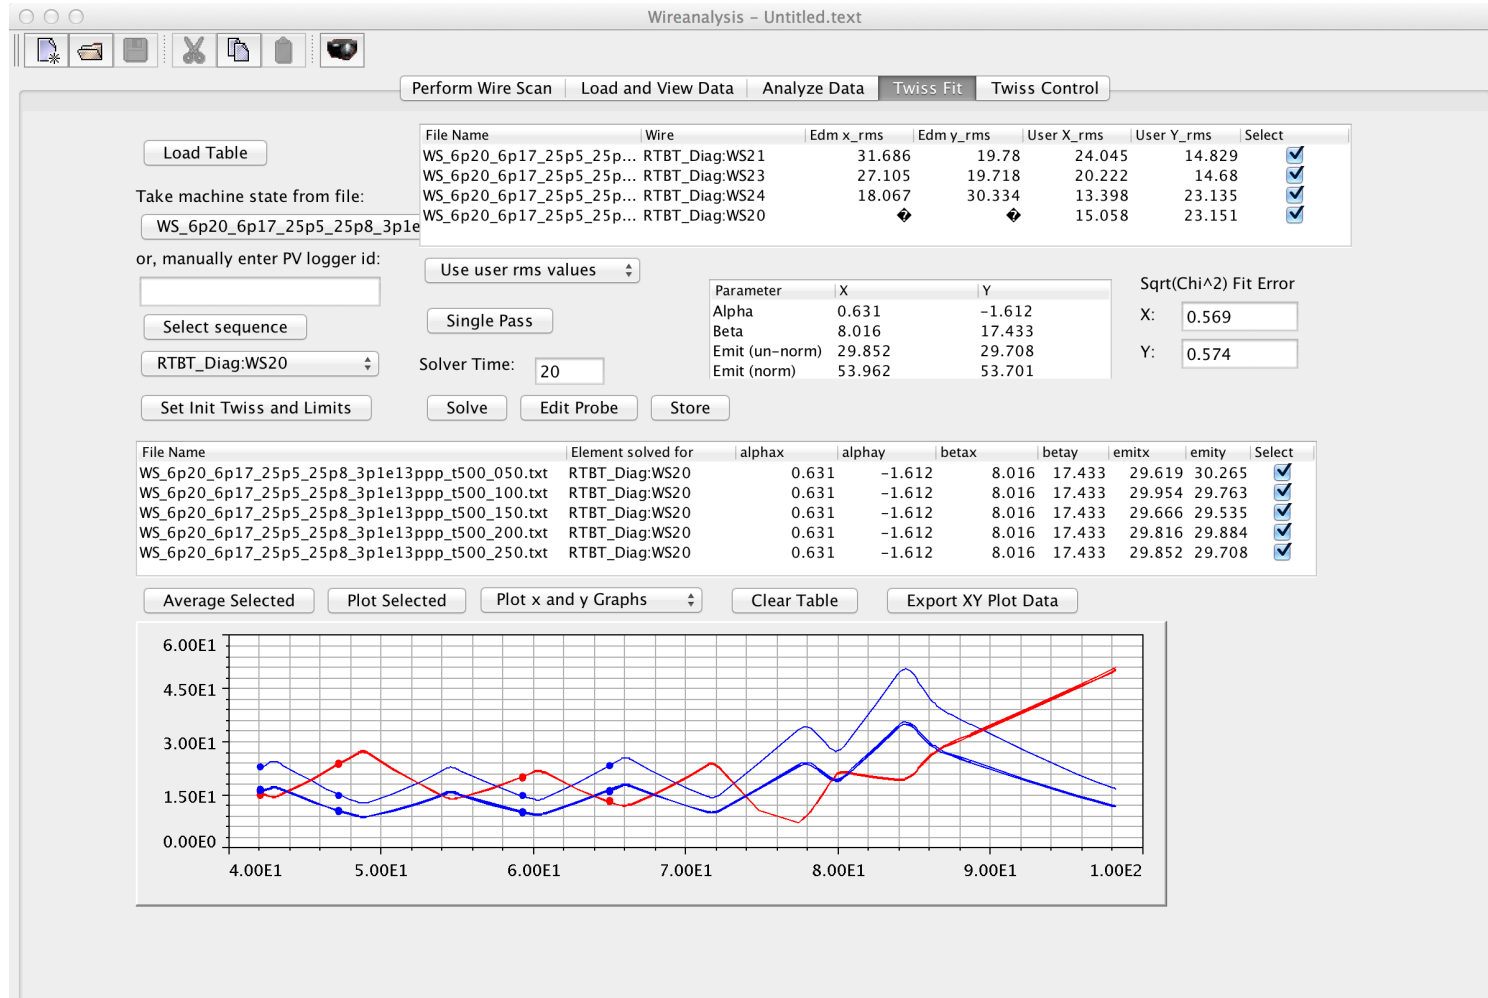 Wireanalysis – Untitled.text
Perform Wire Scan Load and View Data Analyze Data Twiss Fit Twiss Control
Load Table
Take machine state from file:
WS_6p20_6p17_25p5_25p8_3p1e
or, manually enter PV logger id:
Select sequence
RTBT_Diag:WS20
Set Init Twiss and Limits
File Name Wire Edm x_rms Edm y_rms User X_rms User Y_rms Select
WS_6p20_6p17_25p5_25p... RTBT_Diag:WS21 31.686 19.78 24.045 14.829
WS_6p20_6p17_25p5_25p... RTBT_Diag:WS23 27.105 19.718 20.222 14.68
WS_6p20_6p17_25p5_25p... RTBT_Diag:WS24 18.067 30.334 13.398 23.135
WS_6p20_6p17_25p5_25p... RTBT_Diag:WS20 � � 15.058 23.151
Use user rms values
Single Pass
Solver Time: 20
Solve Edit Probe Store
Parameter X Y
Alpha 0.631 -1.612
Beta 8.016 17.433
Emit (un-norm) 29.852 29.708
Emit (norm) 53.962 53.701
Sqrt(Chi^2) Fit Error
X: 0.569
Y: 0.574
File Name Element solved for alphax alphay betax betay emitx emity Select
WS_6p20_6p17_25p5_25p8_3p1e13ppp_t500_050.txt RTBT_Diag:WS20 0.631 -1.612 8.016 17.433 29.619 30.265
WS_6p20_6p17_25p5_25p8_3p1e13ppp_t500_100.txt RTBT_Diag:WS20 0.631 -1.612 8.016 17.433 29.954 29.763
WS_6p20_6p17_25p5_25p8_3p1e13ppp_t500_150.txt RTBT_Diag:WS20 0.631 -1.612 8.016 17.433 29.666 29.535
WS_6p20_6p17_25p5_25p8_3p1e13ppp_t500_200.txt RTBT_Diag:WS20 0.631 -1.612 8.016 17.433 29.816 29.884
WS_6p20_6p17_25p5_25p8_3p1e13ppp_t500_250.txt RTBT_Diag:WS20 0.631 -1.612 8.016 17.433 29.852 29.708
Average Selected Plot Selected Plot x and y Graphs Clear Table Export XY Plot Data
6.00E1
4.50E1
3.00E1
1.50E1
0.00E0
4.00E1 5.00E1 6.00E1 7.00E1 8.00E1 9.00E1 1.00E2